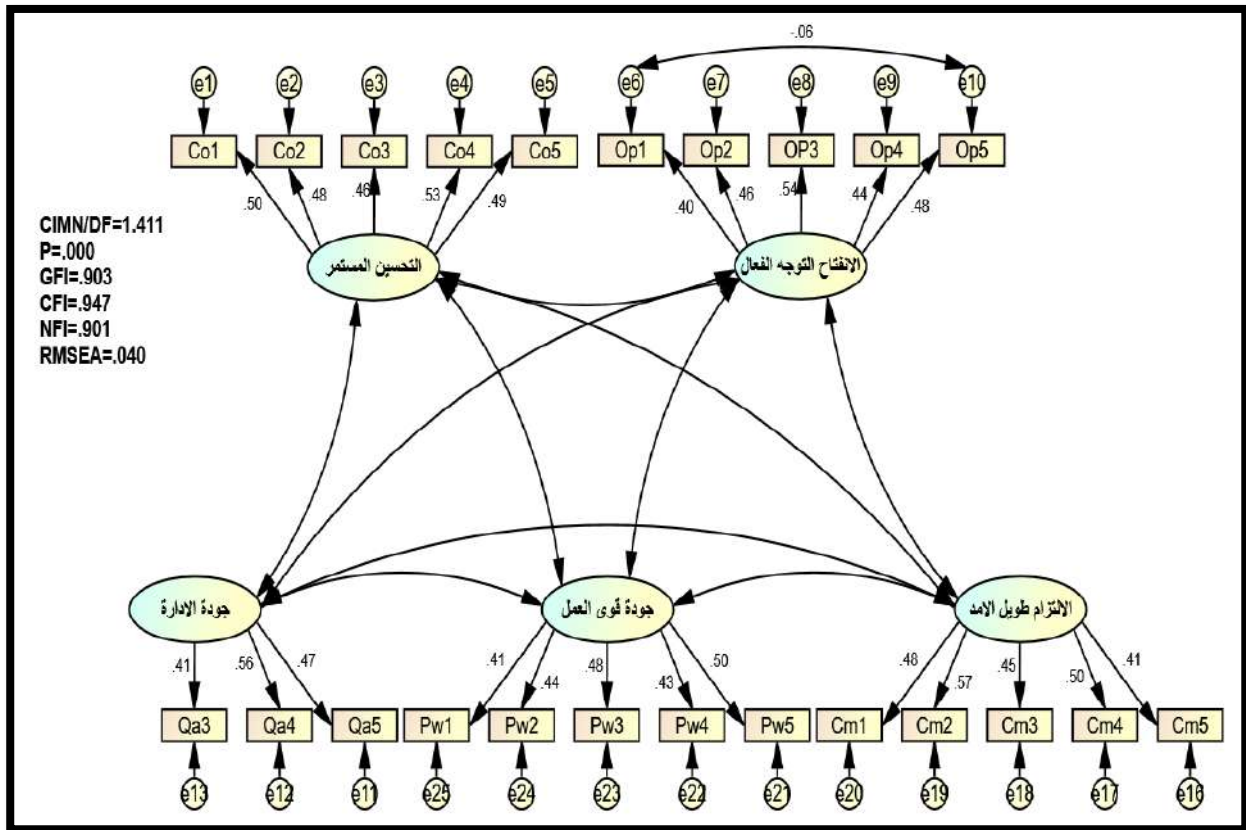 -.06
e1 e2 e3 e4 e5 e6 e7 e8 e9 e10
Co1 Co2 Co3 Co4 Co5 Op1 Op2 OP3 Op4 Op5
.50 .48 .46 .53 .49 .40 .46 .54 .44 .48
CIMN/DF=1.411
P=.000
GFI=.903
CFI=.947
NFI=.901
RMSEA=.040
التحسين المستمر
الانفتاح التوجه الفعال
جودة الادارة
جودة قوى العمل
الالتزام طويل الامد
.41 .56 .47 .41 .44 .48 .43 .50 .48 .57 .45 .50 .41
Qa3 Qa4 Qa5 Pw1 Pw2 Pw3 Pw4 Pw5 Cm1 Cm2 Cm3 Cm4 Cm5
e13 e12 e11 e25 e24 e23 e22 e21 e20 e19 e18 e17 e16